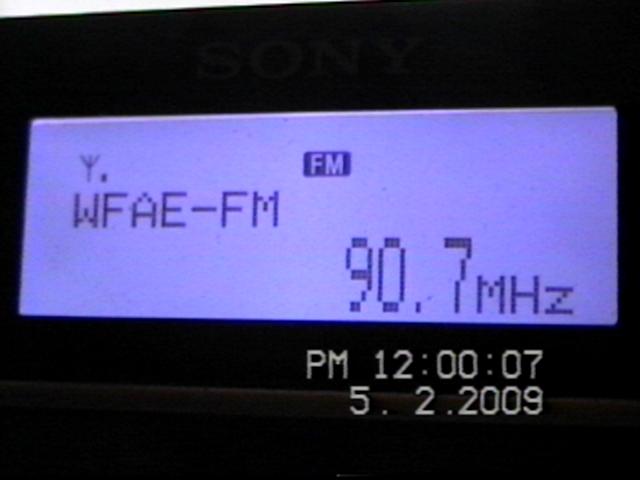 SONY
FM
WFAE-FM
90.7MHz
PM 12:00:07
5. 2.2009